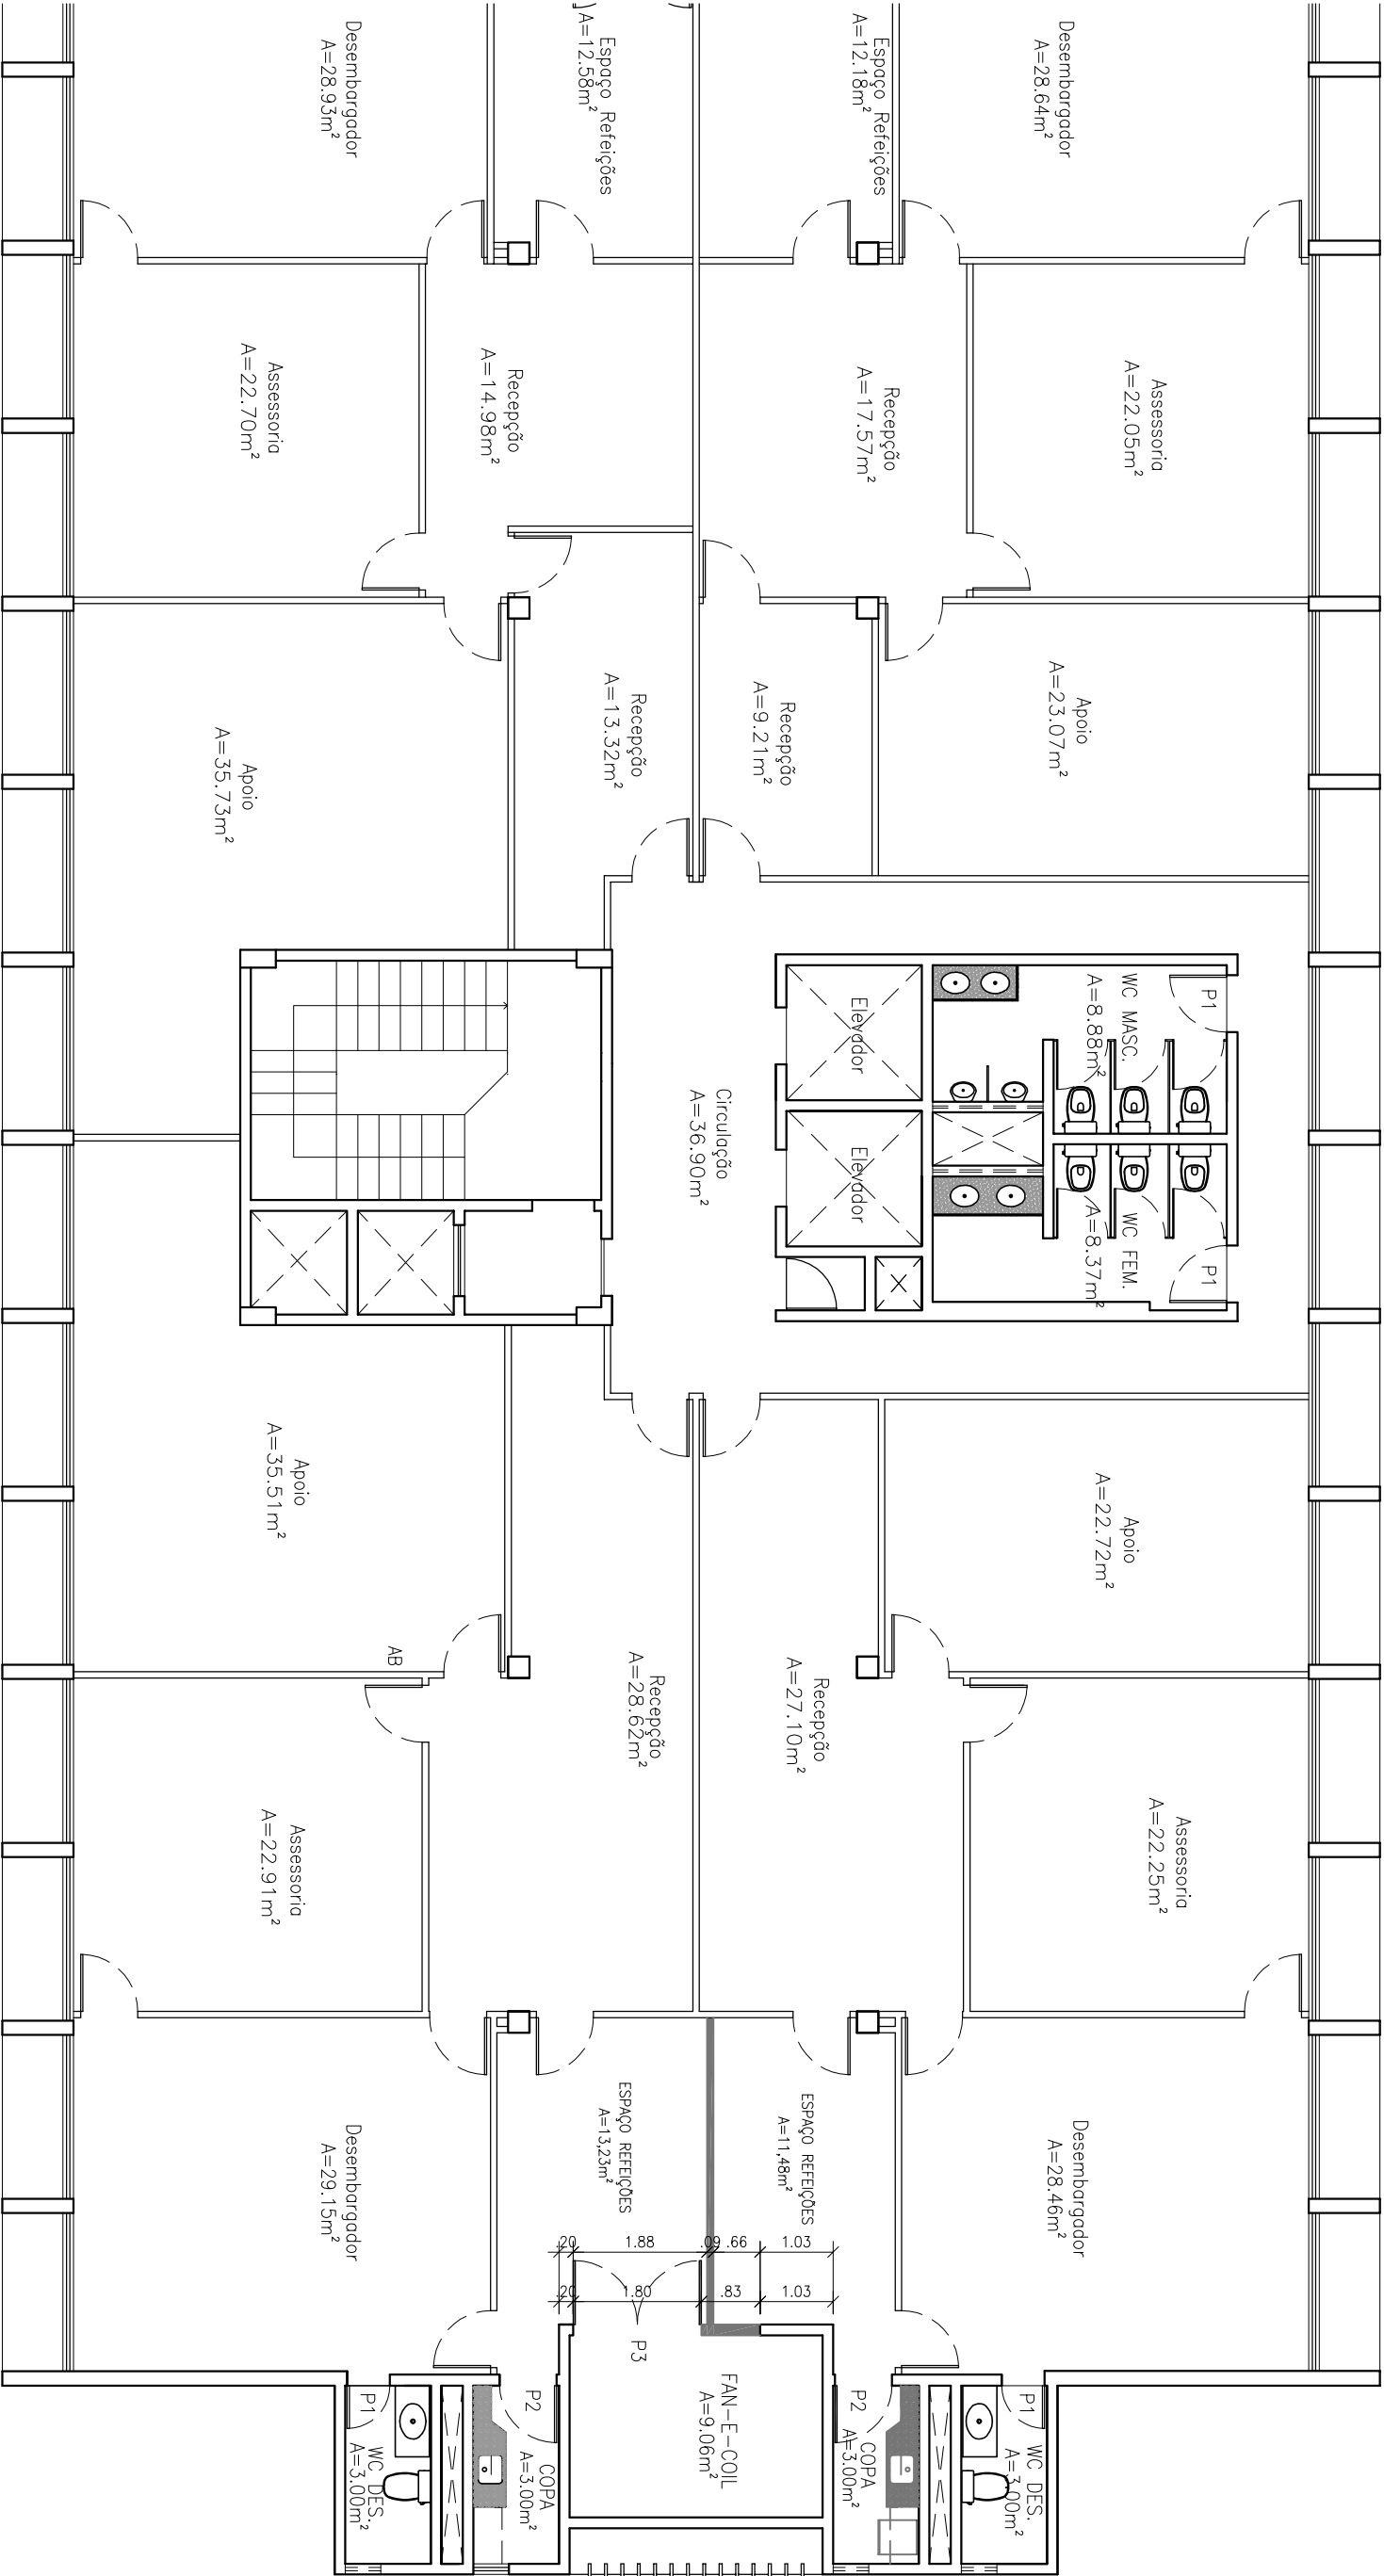 Desembargador
A=28.93m²
Espaço Refeições
A=12.58m²
Espaço Refeições
A=12.18m²
Desembargador
A=28.64m²
Assessoria
A=22.70m²
Recepção
A=14.98m²
Recepção
A=17.57m²
Assessoria
A=22.05m²
Apoio
A=35.73m²
Recepção
A=13.32m²
Recepção
A=9.21m²
Apoio
A=23.07m²
Elevador
Elevador
WC MASC.
A=8.88m²
P1
Circulação
A=36.90m²
WC FEM.
A=8.37m²
P1
Apoio
A=35.51m²
Apoio
A=22.72m²
AB
Recepção
A=28.62m²
Recepção
A=27.10m²
Assessoria
A=22.91m²
Assessoria
A=22.25m²
Desembargador
A=29.15m²
ESPAÇO REFEIÇÕES
A=13,23m²
ESPAÇO REFEIÇÕES
A=11,48m²
Desembargador
A=28.46m²
.20 1.88 .09 .66 1.03
.20 1.80 .83 1.03
P3
FAN-E-COIL
A=9.06m²
P1
WC DES.
A=3.00m²
P2
COPA
A=3.00m²
P2
COPA
A=3.00m²
P1
WC DES.
A=3.00m²